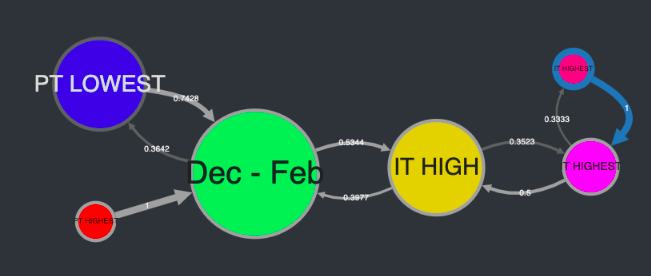 IT HIGHEST
PT LOWEST
0.7428
1
0.3333
0.5344
0.3642
0.3523
IT HIGH
IT HIGHEST
Dec - Feb
0.5
0.3977
1
PT HIGHEST